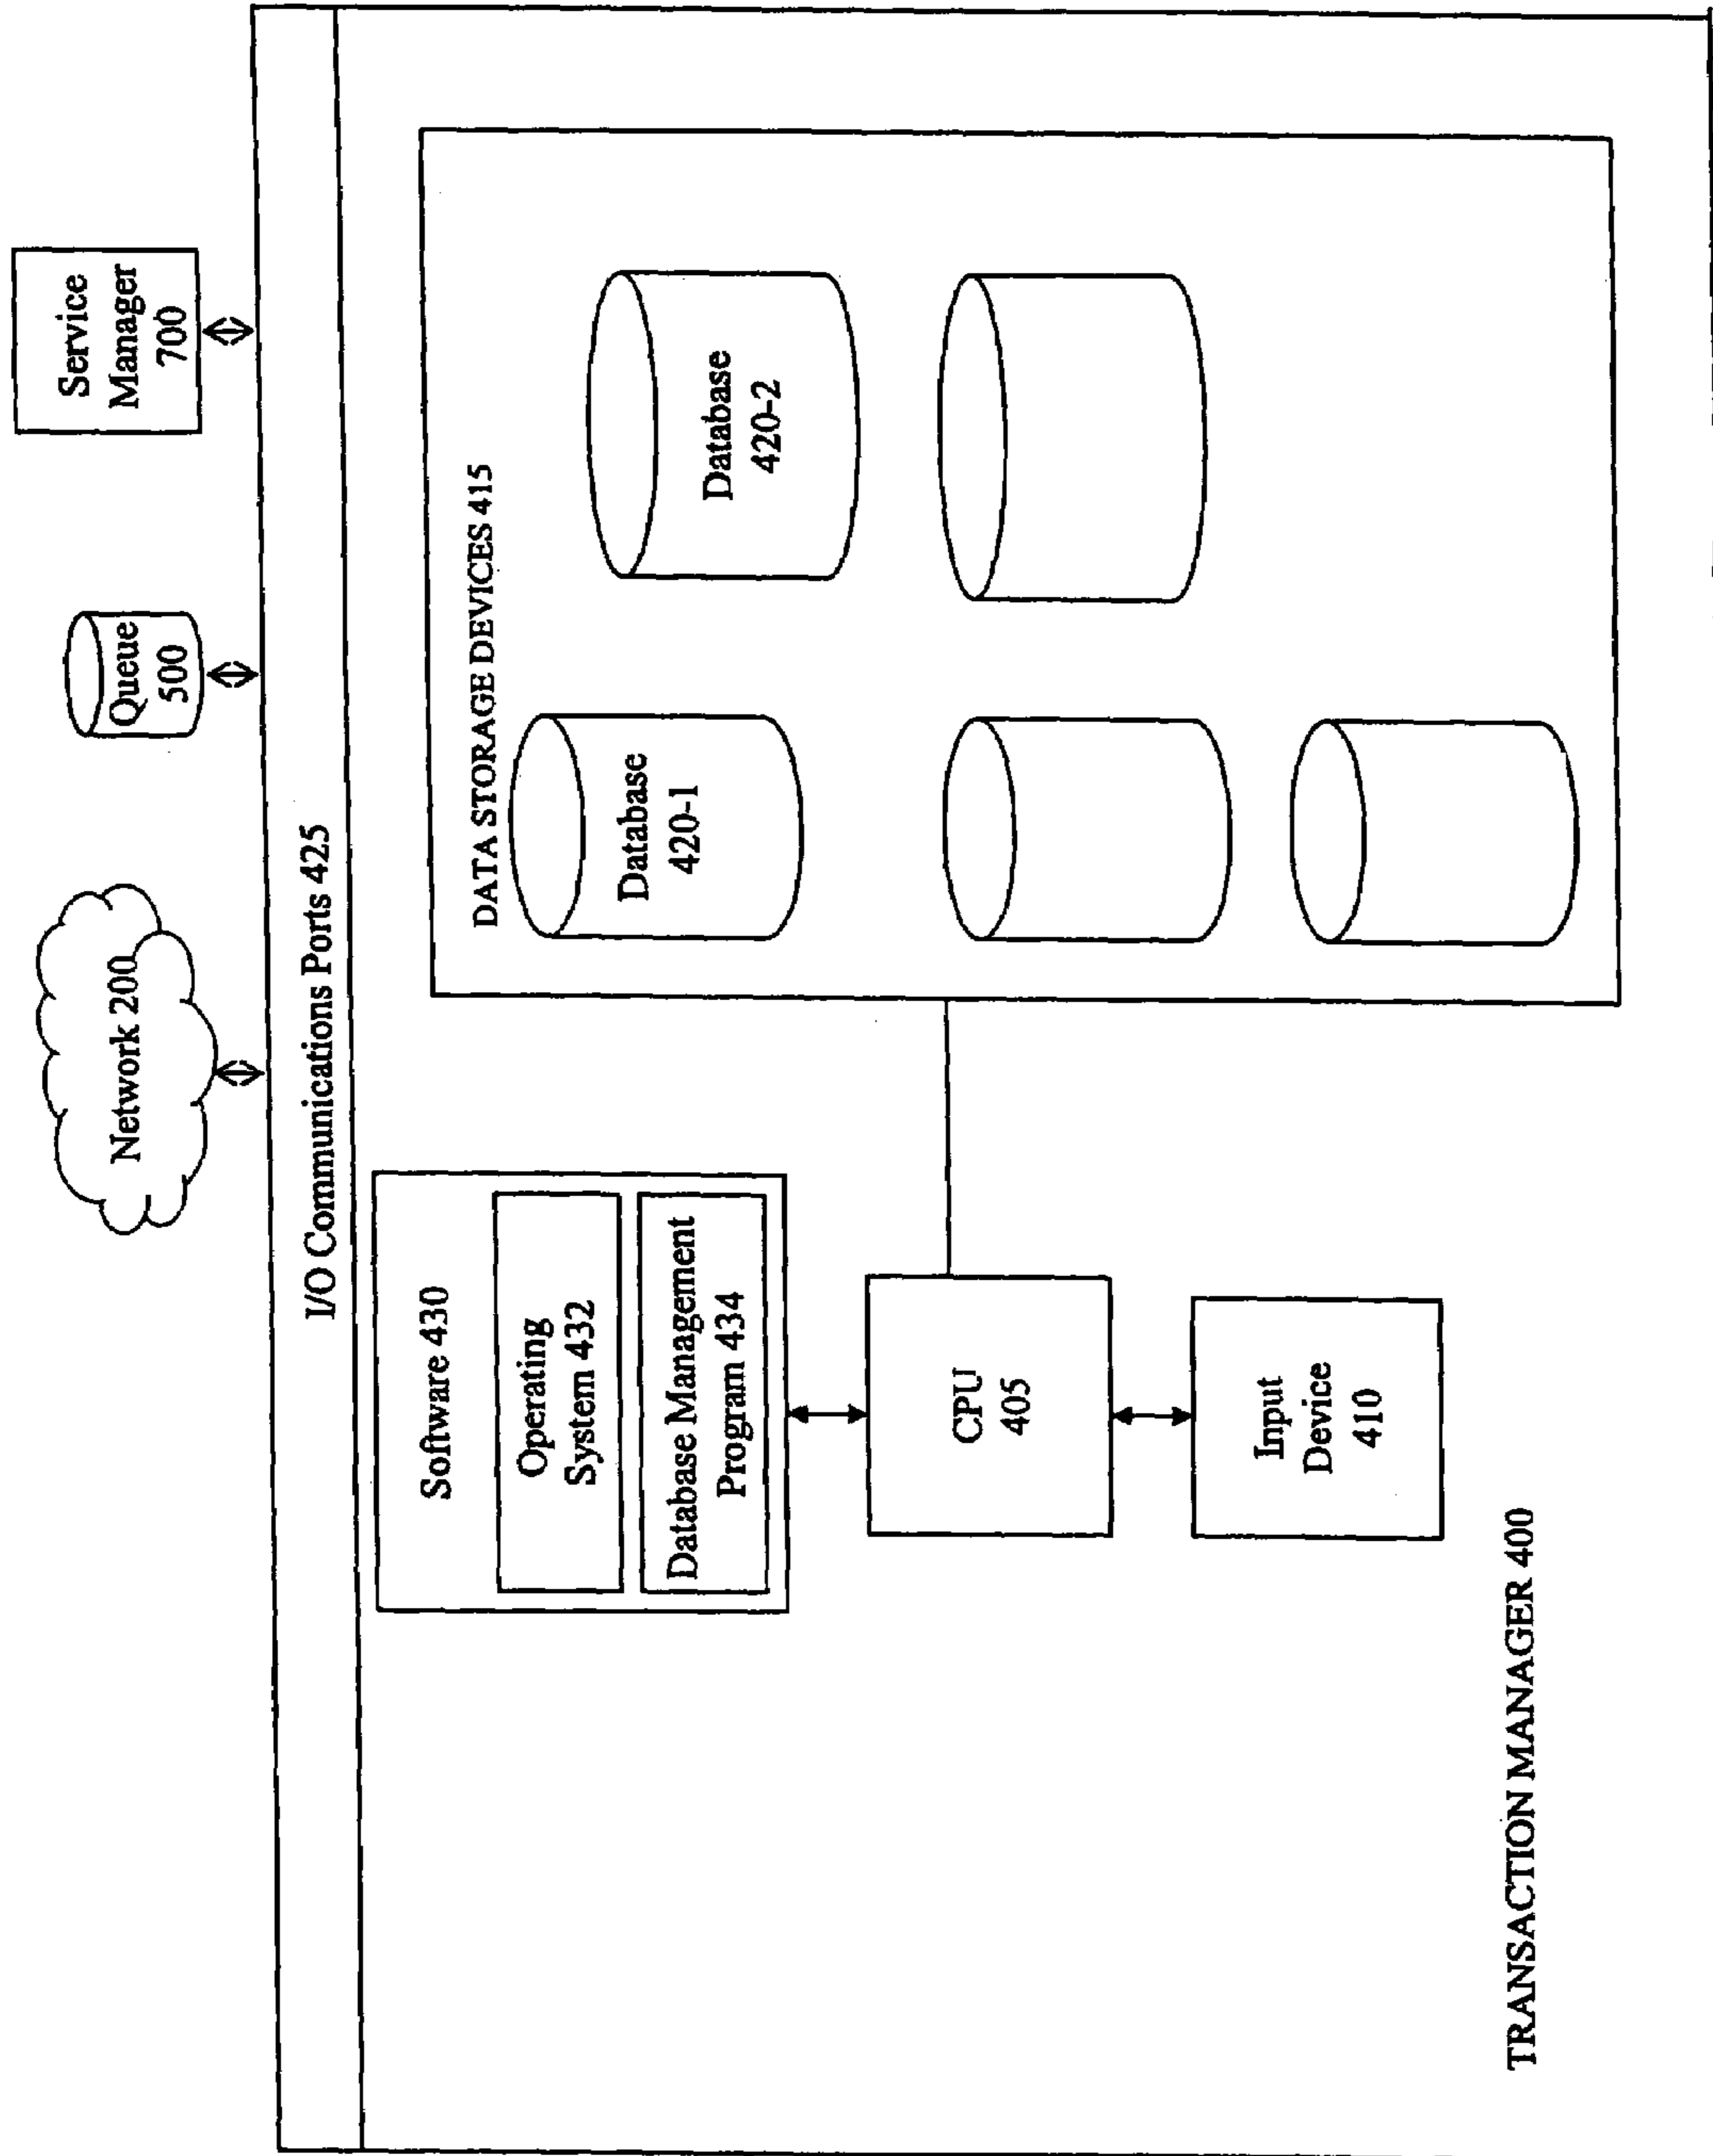 Network 200
Queue
500
Service
Manager
700
I/O Communications Ports 425
Software 430
Operating
System 432
Database Management
Program 434
CPU
405
Input
Device
410
DATA STORAGE DEVICES 415
Database
420-1
Database
420-2
TRANSACTION MANAGER 400